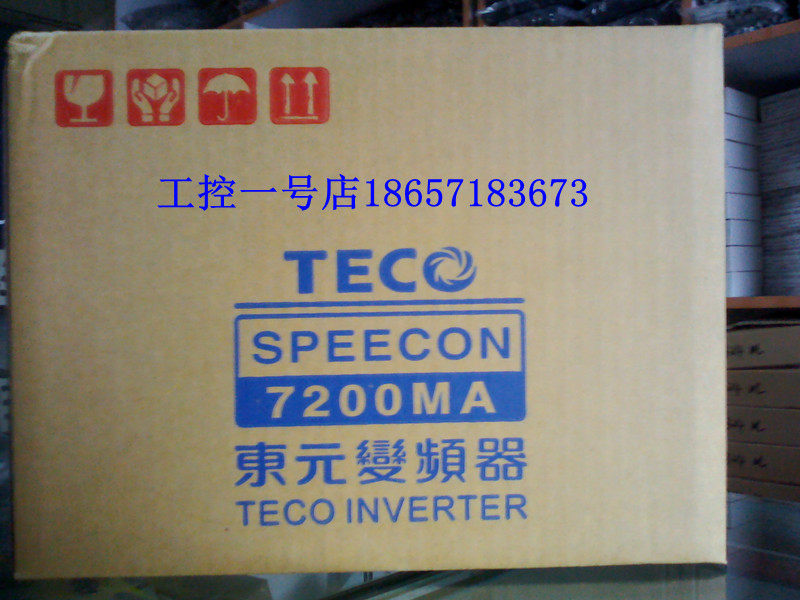 工控一号店18657183673
TECO
SPEECON
7200MA
東元變頻器
TECO INVERTER